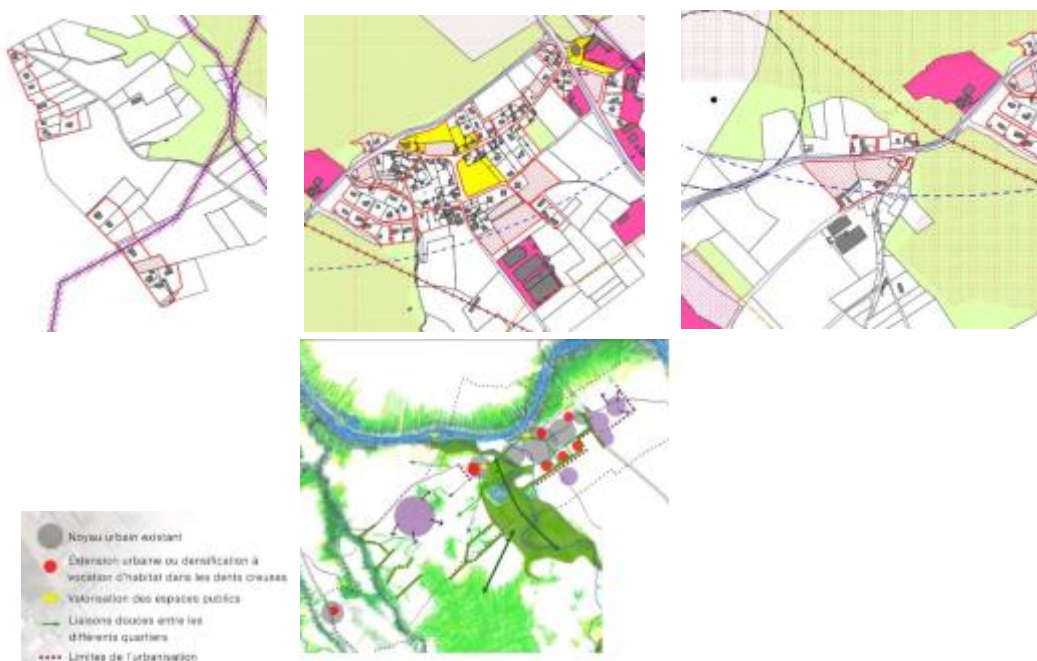 Noyau urbain existant
Extension urbaine ou densification à
vocation d'habitat dans les dents creuses
Valorisation des espaces publics
Liaisons douces entre les
différents quartiers
Limites de l'urbanisation